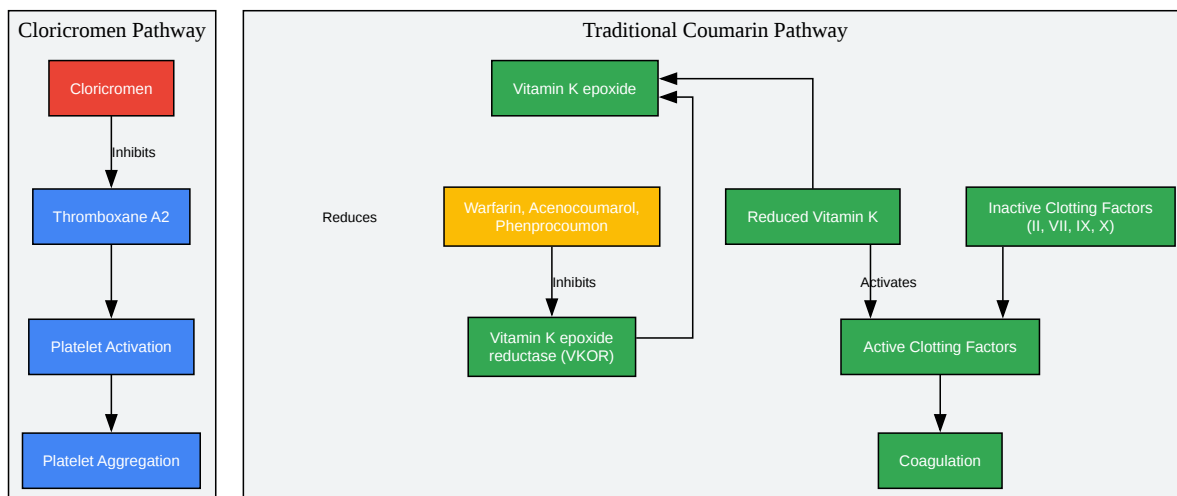 Cloricromen Pathway
Cloricromen
Inhibits
Thromboxane A2
Platelet Activation
Platelet Aggregation
Traditional Coumarin Pathway
Vitamin K epoxide
Reduces
Warfarin, Acenocoumarol,
Phenprocoumon
Reduced Vitamin K
Inactive Clotting Factors
(II, VII, IX, X)
Inhibits
Activates
Vitamin K epoxide
reductase (VKOR)
Active Clotting Factors
Coagulation